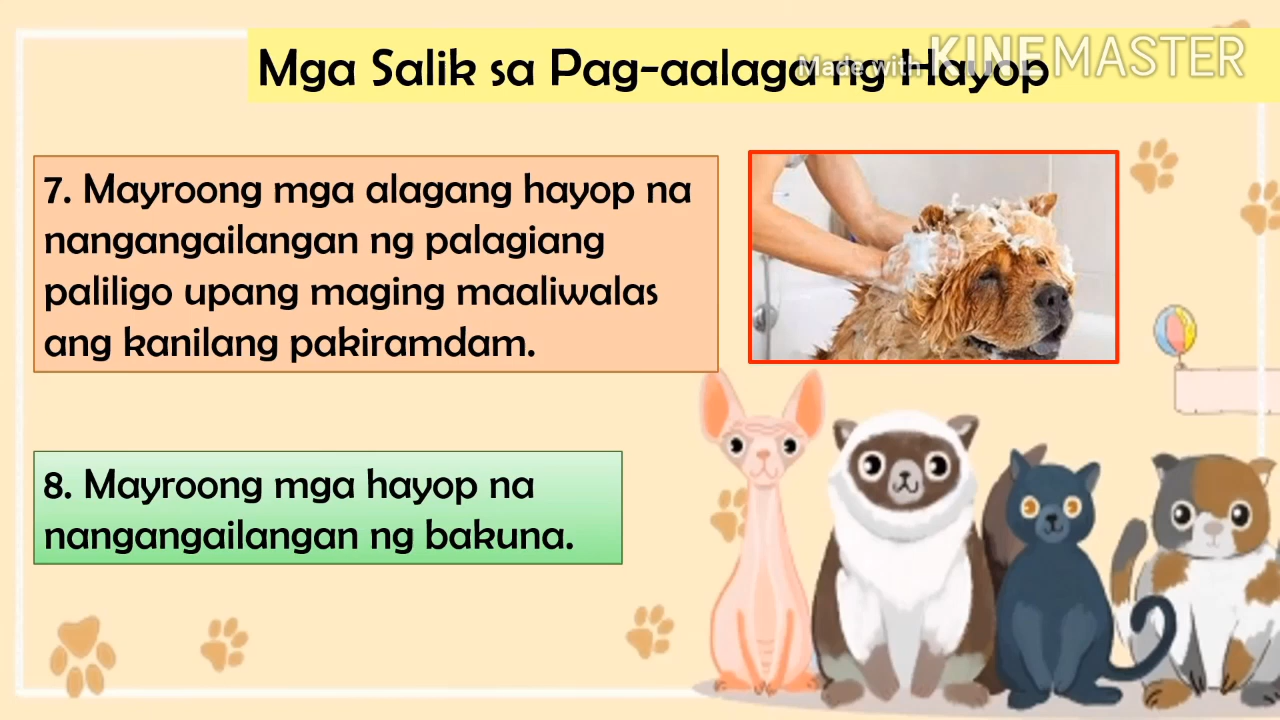 Mga Salik sa Pag-aalaga ng Hayop
Made with KINEMASTER
7. Mayroong mga alagang hayop na
nangangailangan ng palagiang
paliligo upang maging maaliwalas
ang kanilang pakiramdam.
8. Mayroong mga hayop na
nangangailangan ng bakuna.